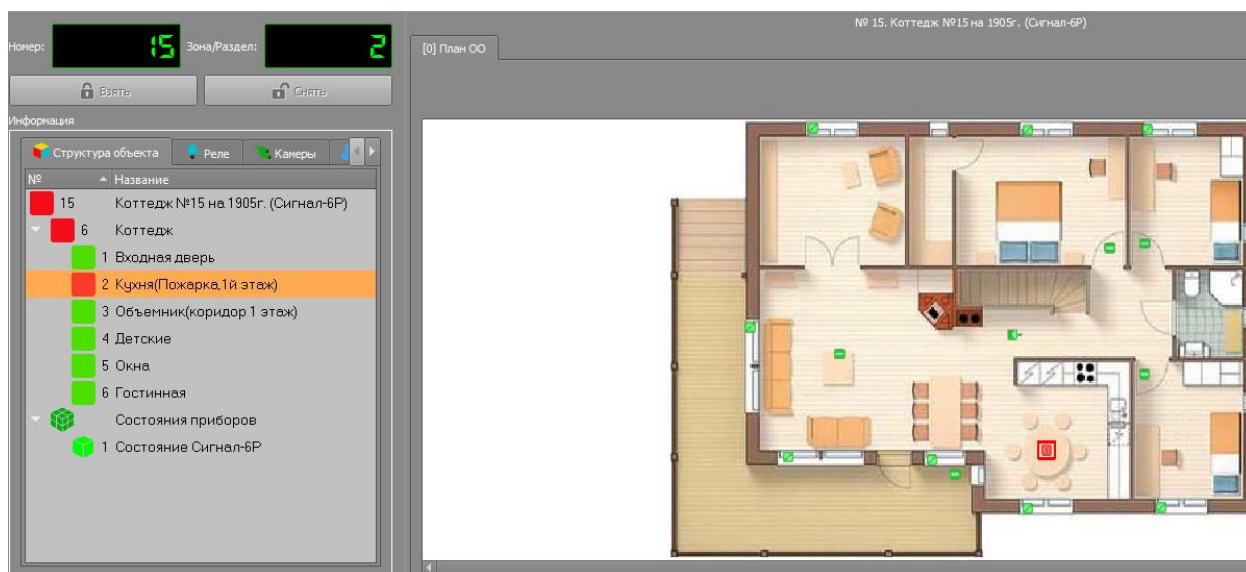 № 15. Коттедж №15 на 1905г. (Сигнал-6Р)
Номер: 15 Зона/Раздел: 2
[0] План ОО
Взять Снять
Информация
Структура объекта Реле Камеры
№ Название
15 Коттедж №15 на 1905г. (Сигнал-6Р)
6 Коттедж
1 Входная дверь
2 Кухня(Пожарка,1й этаж)
3 Объемник(коридор 1 этаж)
4 Детские
5 Окна
6 Гостинная
Состояния приборов
1 Состояние Сигнал-6Р